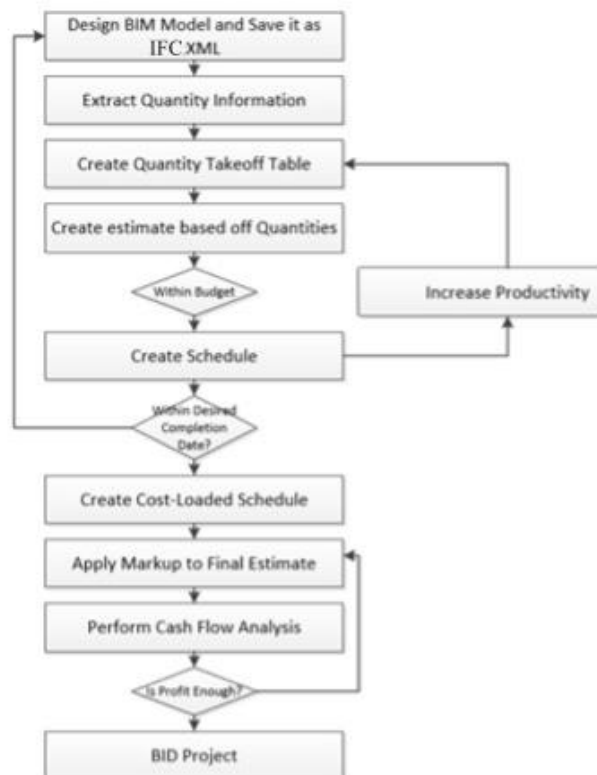 Design BIM Model and Save it as
IFC XML
Extract Quantity Information
Create Quantity Takeoff Table
Create estimate based off Quantities
Within Budget
Increase Productivity
Create Schedule
Within Desired
Completion
Date?
Create Cost-Loaded Schedule
Apply Markup to Final Estimate
Perform Cash Flow Analysis
Is Profit Enough?
BID Project